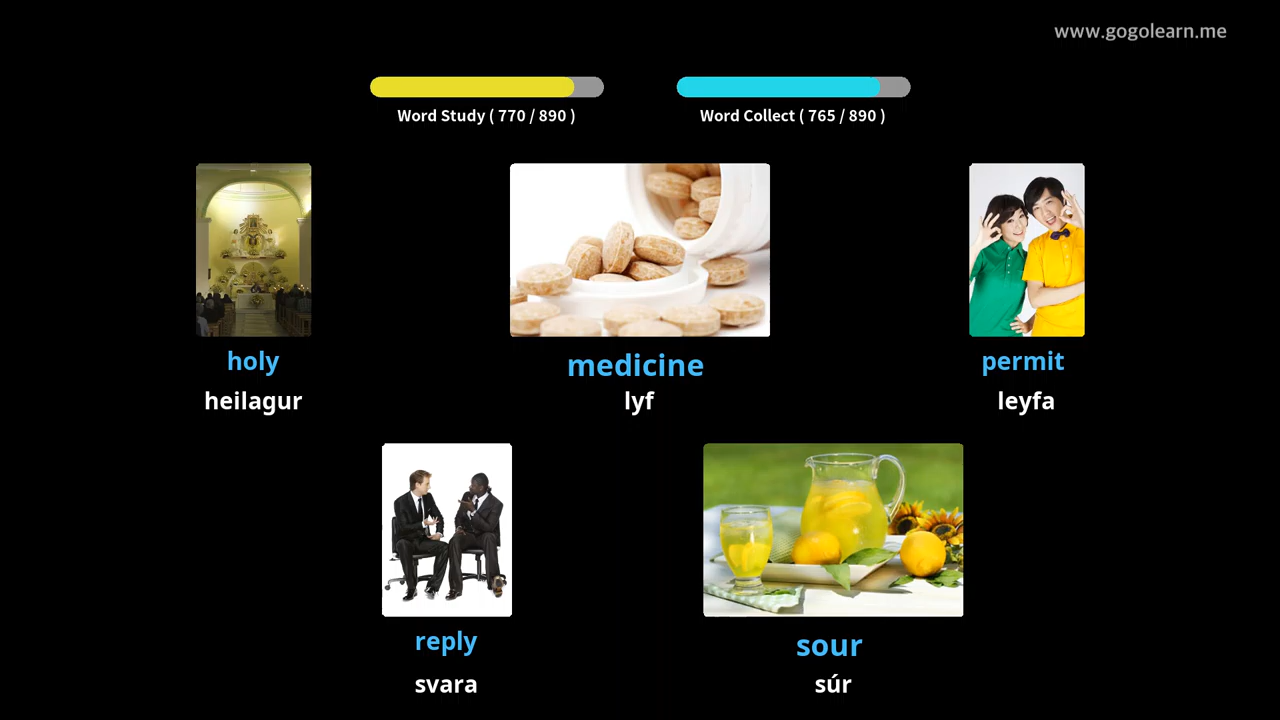 www.gogolearn.me
Word Study ( 770 / 890 )
Word Collect ( 765 / 890 )
holy
heilagur
medicine
lyf
permit
leyfa
reply
svara
sour
súr